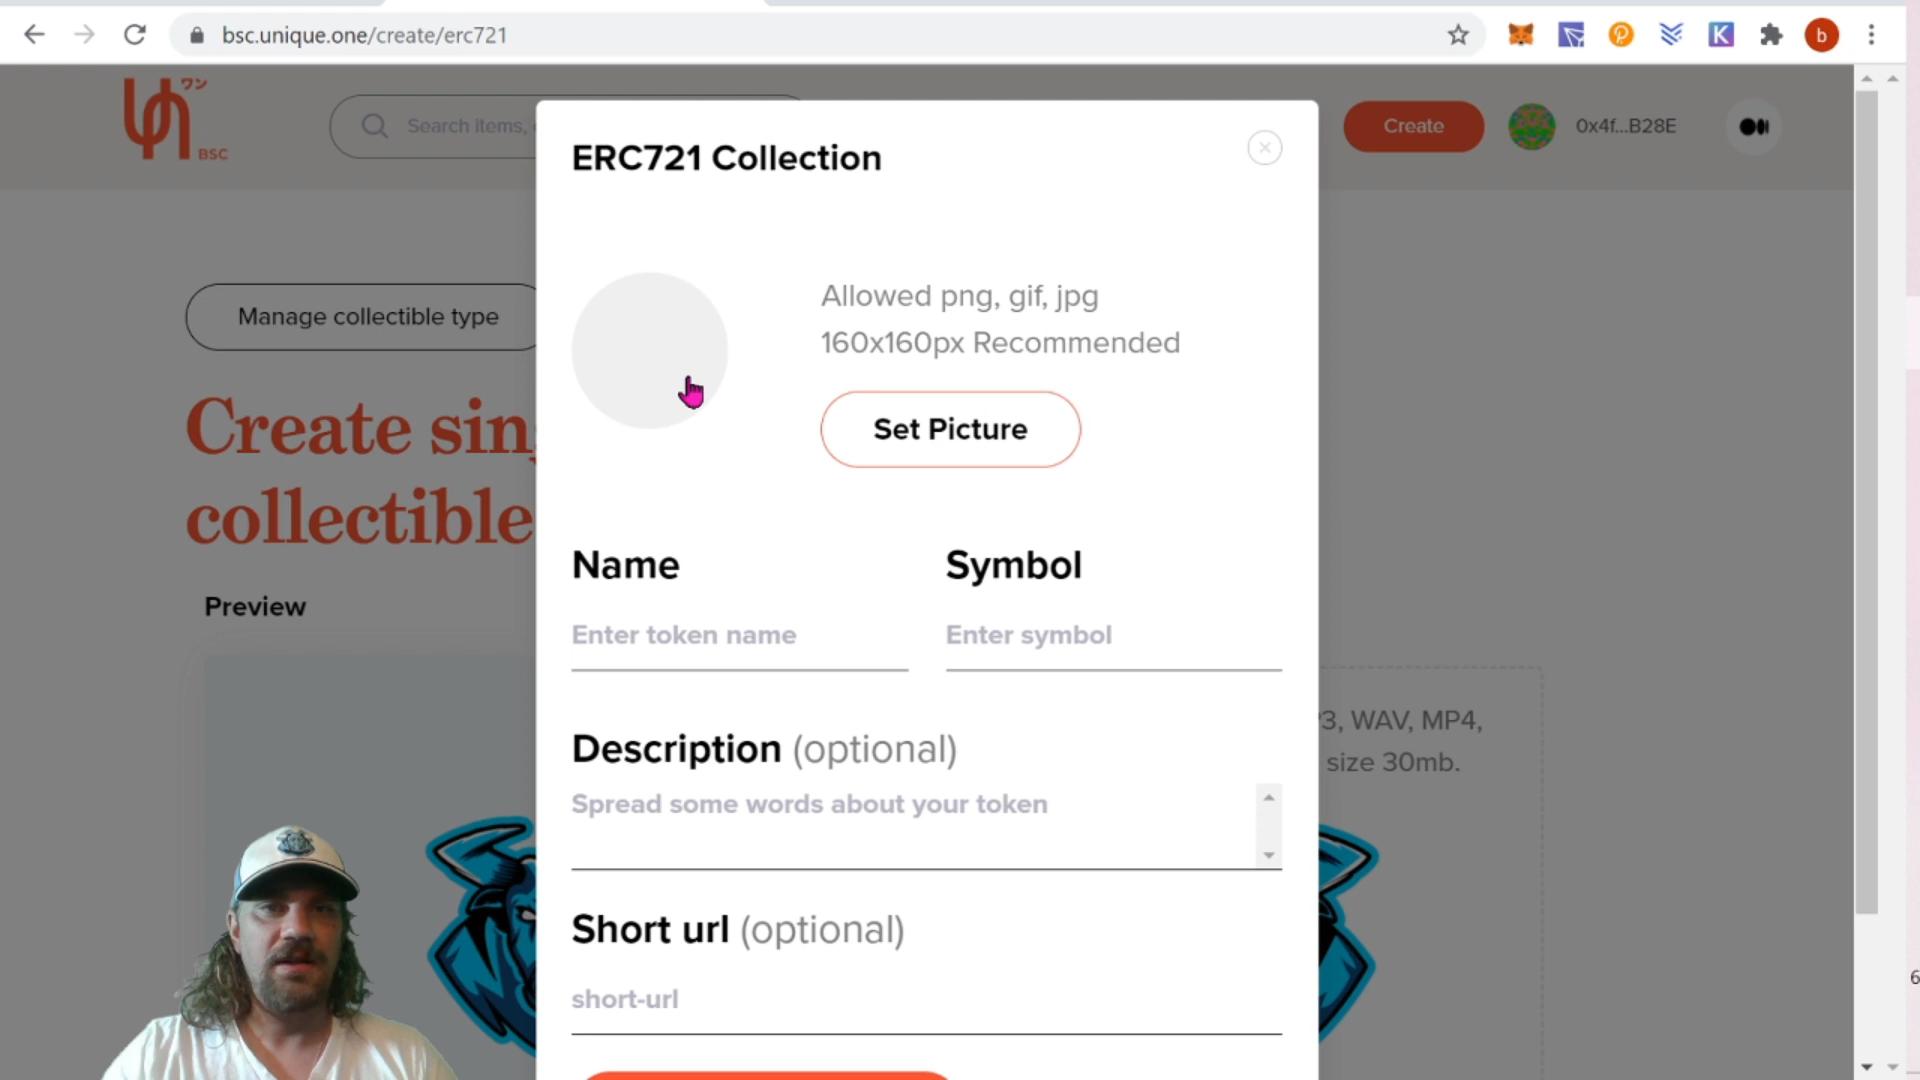 bsc.unique.one/create/erc721
b
ワン
BSC
Search Items,
Create
0x4f...B28E
ERC721 Collection
Allowed png, gif, jpg
160x160px Recommended
Set Picture
Manage collectible type
Create sin
collectible
Preview
Name
Symbol
Enter token name
Enter symbol
Description (optional)
Spread some words about your token
3, WAV, MP4,
size 30mb.
Short url (optional)
short-url
6